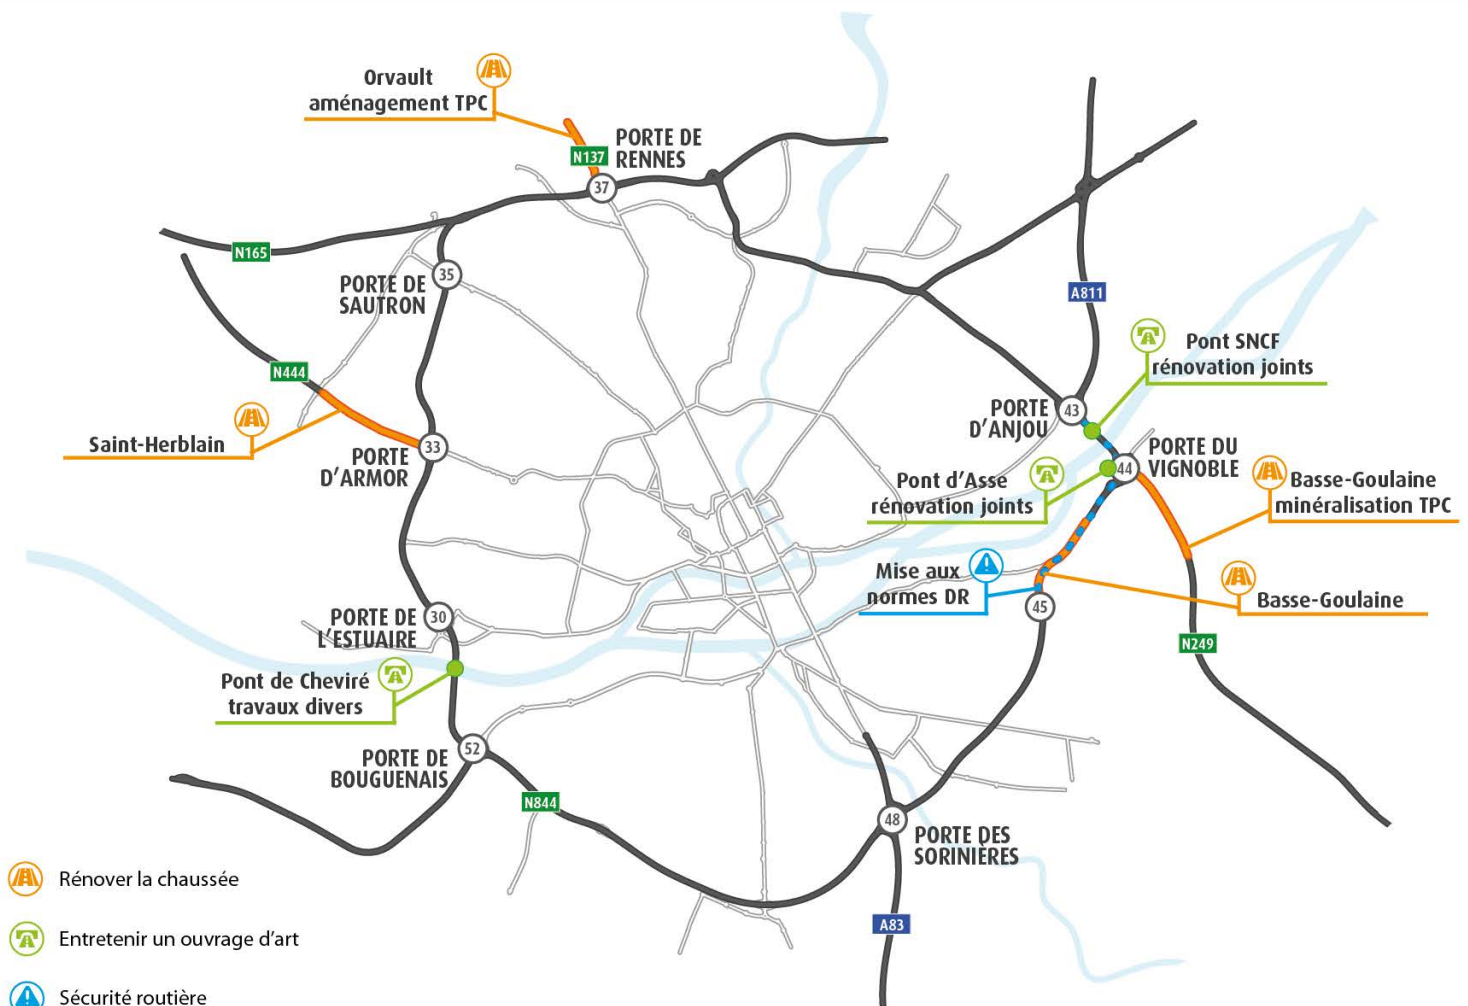 Orvault
aménagement TPC
N137
PORTE DE
RENNES
37
N165
35
PORTE DE
SAUTRON
A811
N444
Pont SNCF
rénovation joints
Saint-Herblain
33
PORTE
D'ARMOR
PORTE
D'ANJOU
43
44
PORTE DU
VIGNOBLE
Pont d'Asse
rénovation joints
Basse-Goulaine
minéralisation TPC
Mise aux
normes DR
Basse-Goulaine
45
PORTE DE
L'ESTUAIRE
30
N249
Pont de Cheviré
travaux divers
PORTE DE
BOUGUENAIS
52
N844
48
PORTE DES
SORINIÈRES
A83
Rénover la chaussée
Entretenir un ouvrage d'art
Sécurité routière